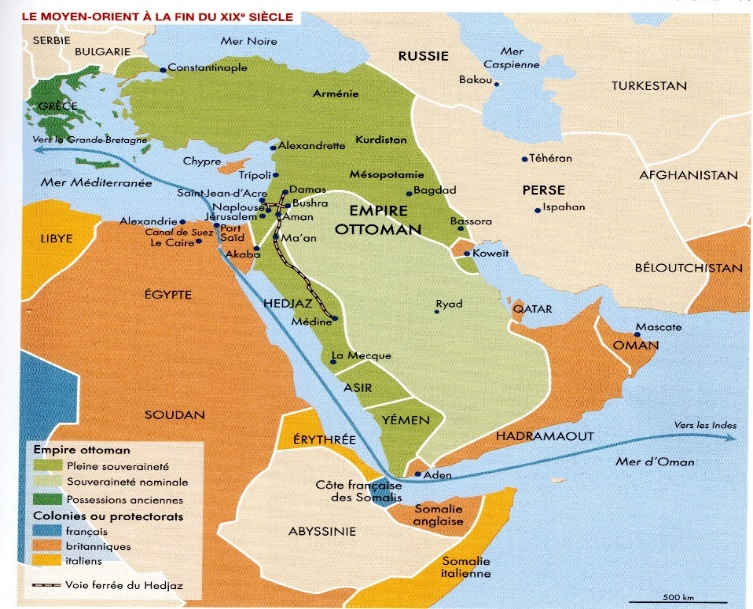 LE MOYEN-ORIENT À LA FIN DU XIXe SIÈCLE
SERBIE
BULGARIE
Mer Noire
RUSSIE
Mer
Caspienne
Constantinople
Bakou
TURKESTAN
GRÈCE
Arménie
Vers la Grande-Bretagne
Kurdistan
Alexandrette
Chypre
Téhéran
AFGHANISTAN
Mer Méditerranée
Tripoli
Mésopotamie
PERSE
Saint-Jean-d'Acre
Damas
Bagdad
Naplouse
Bushra
Ispahan
Jérusalem
Aman
EMPIRE
OTTOMAN
Bassora
Alexandrie
Canal de Suez
Port
Saïd
LIBYE
Le Caire
Ma'an
Akaba
Koweït
BÉLOUTCHISTAN
ÉGYPTE
HEDJAZ
Ryad
QATAR
Médine
Mascate
OMAN
La Mecque
ASIR
SOUDAN
YÉMEN
ÉRYTHRÉE
HADRAMAOUT
Vers les Indes
Mer d'Oman
Aden
Côte française
des Somalis
Somalie
anglaise
ABYSSINIE
Somalie
italienne
Empire ottoman
Pleine souveraineté
Souveraineté nominale
Possessions anciennes
Colonies ou protectorats
français
britanniques
italiens
Voie ferrée du Hedjaz
500 km